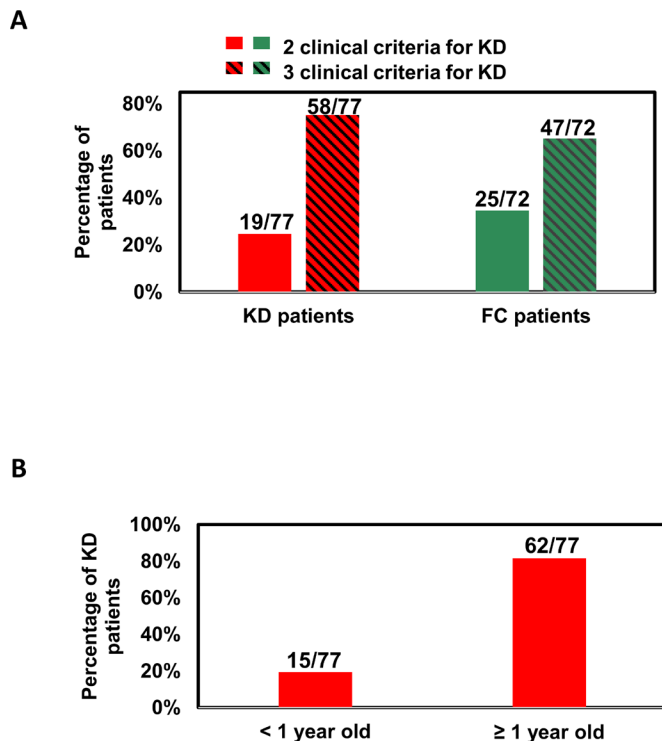 A
2 clinical criteria for KD
3 clinical criteria for KD
Percentage of
patients
80%
60%
40%
20%
0%
19/77
58/77
25/72
47/72
KD patients
FC patients
B
Percentage of KD
patients
100%
80%
60%
40%
20%
0%
15/77
62/77
< 1 year old
≥ 1 year old